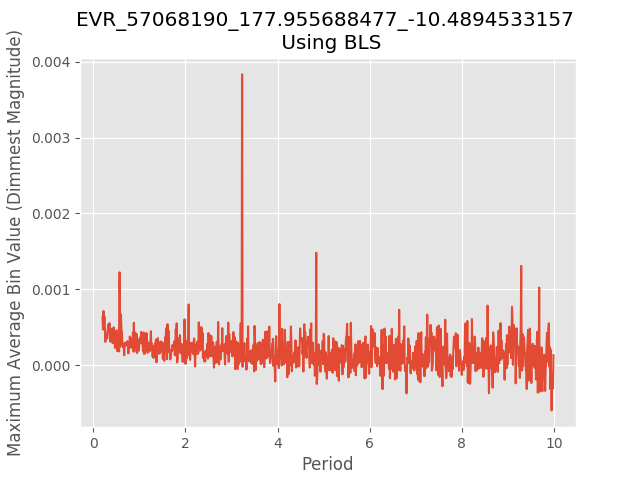 EVR_57068190_177.955688477_-10.4894533157
Using BLS
Maximum Average Bin Value (Dimmest Magnitude)
0.004
0.003
0.002
0.001
0.000
0 2 4 6 8 10
Period